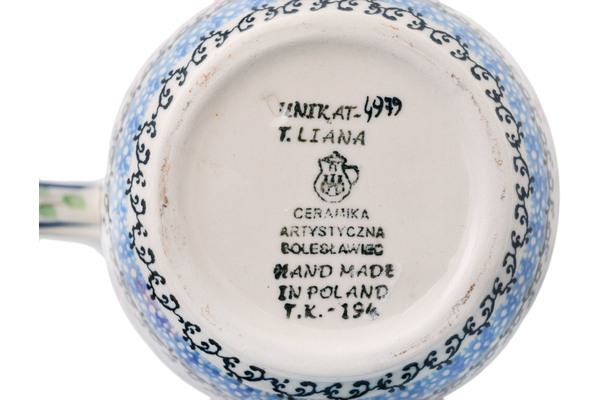 UNIKAT-4979
T. LIANA
CERAMIKA
ARTYSTYCZNA
BOLESŁAWIEC
HAND MADE
IN POLAND
T.K.-194